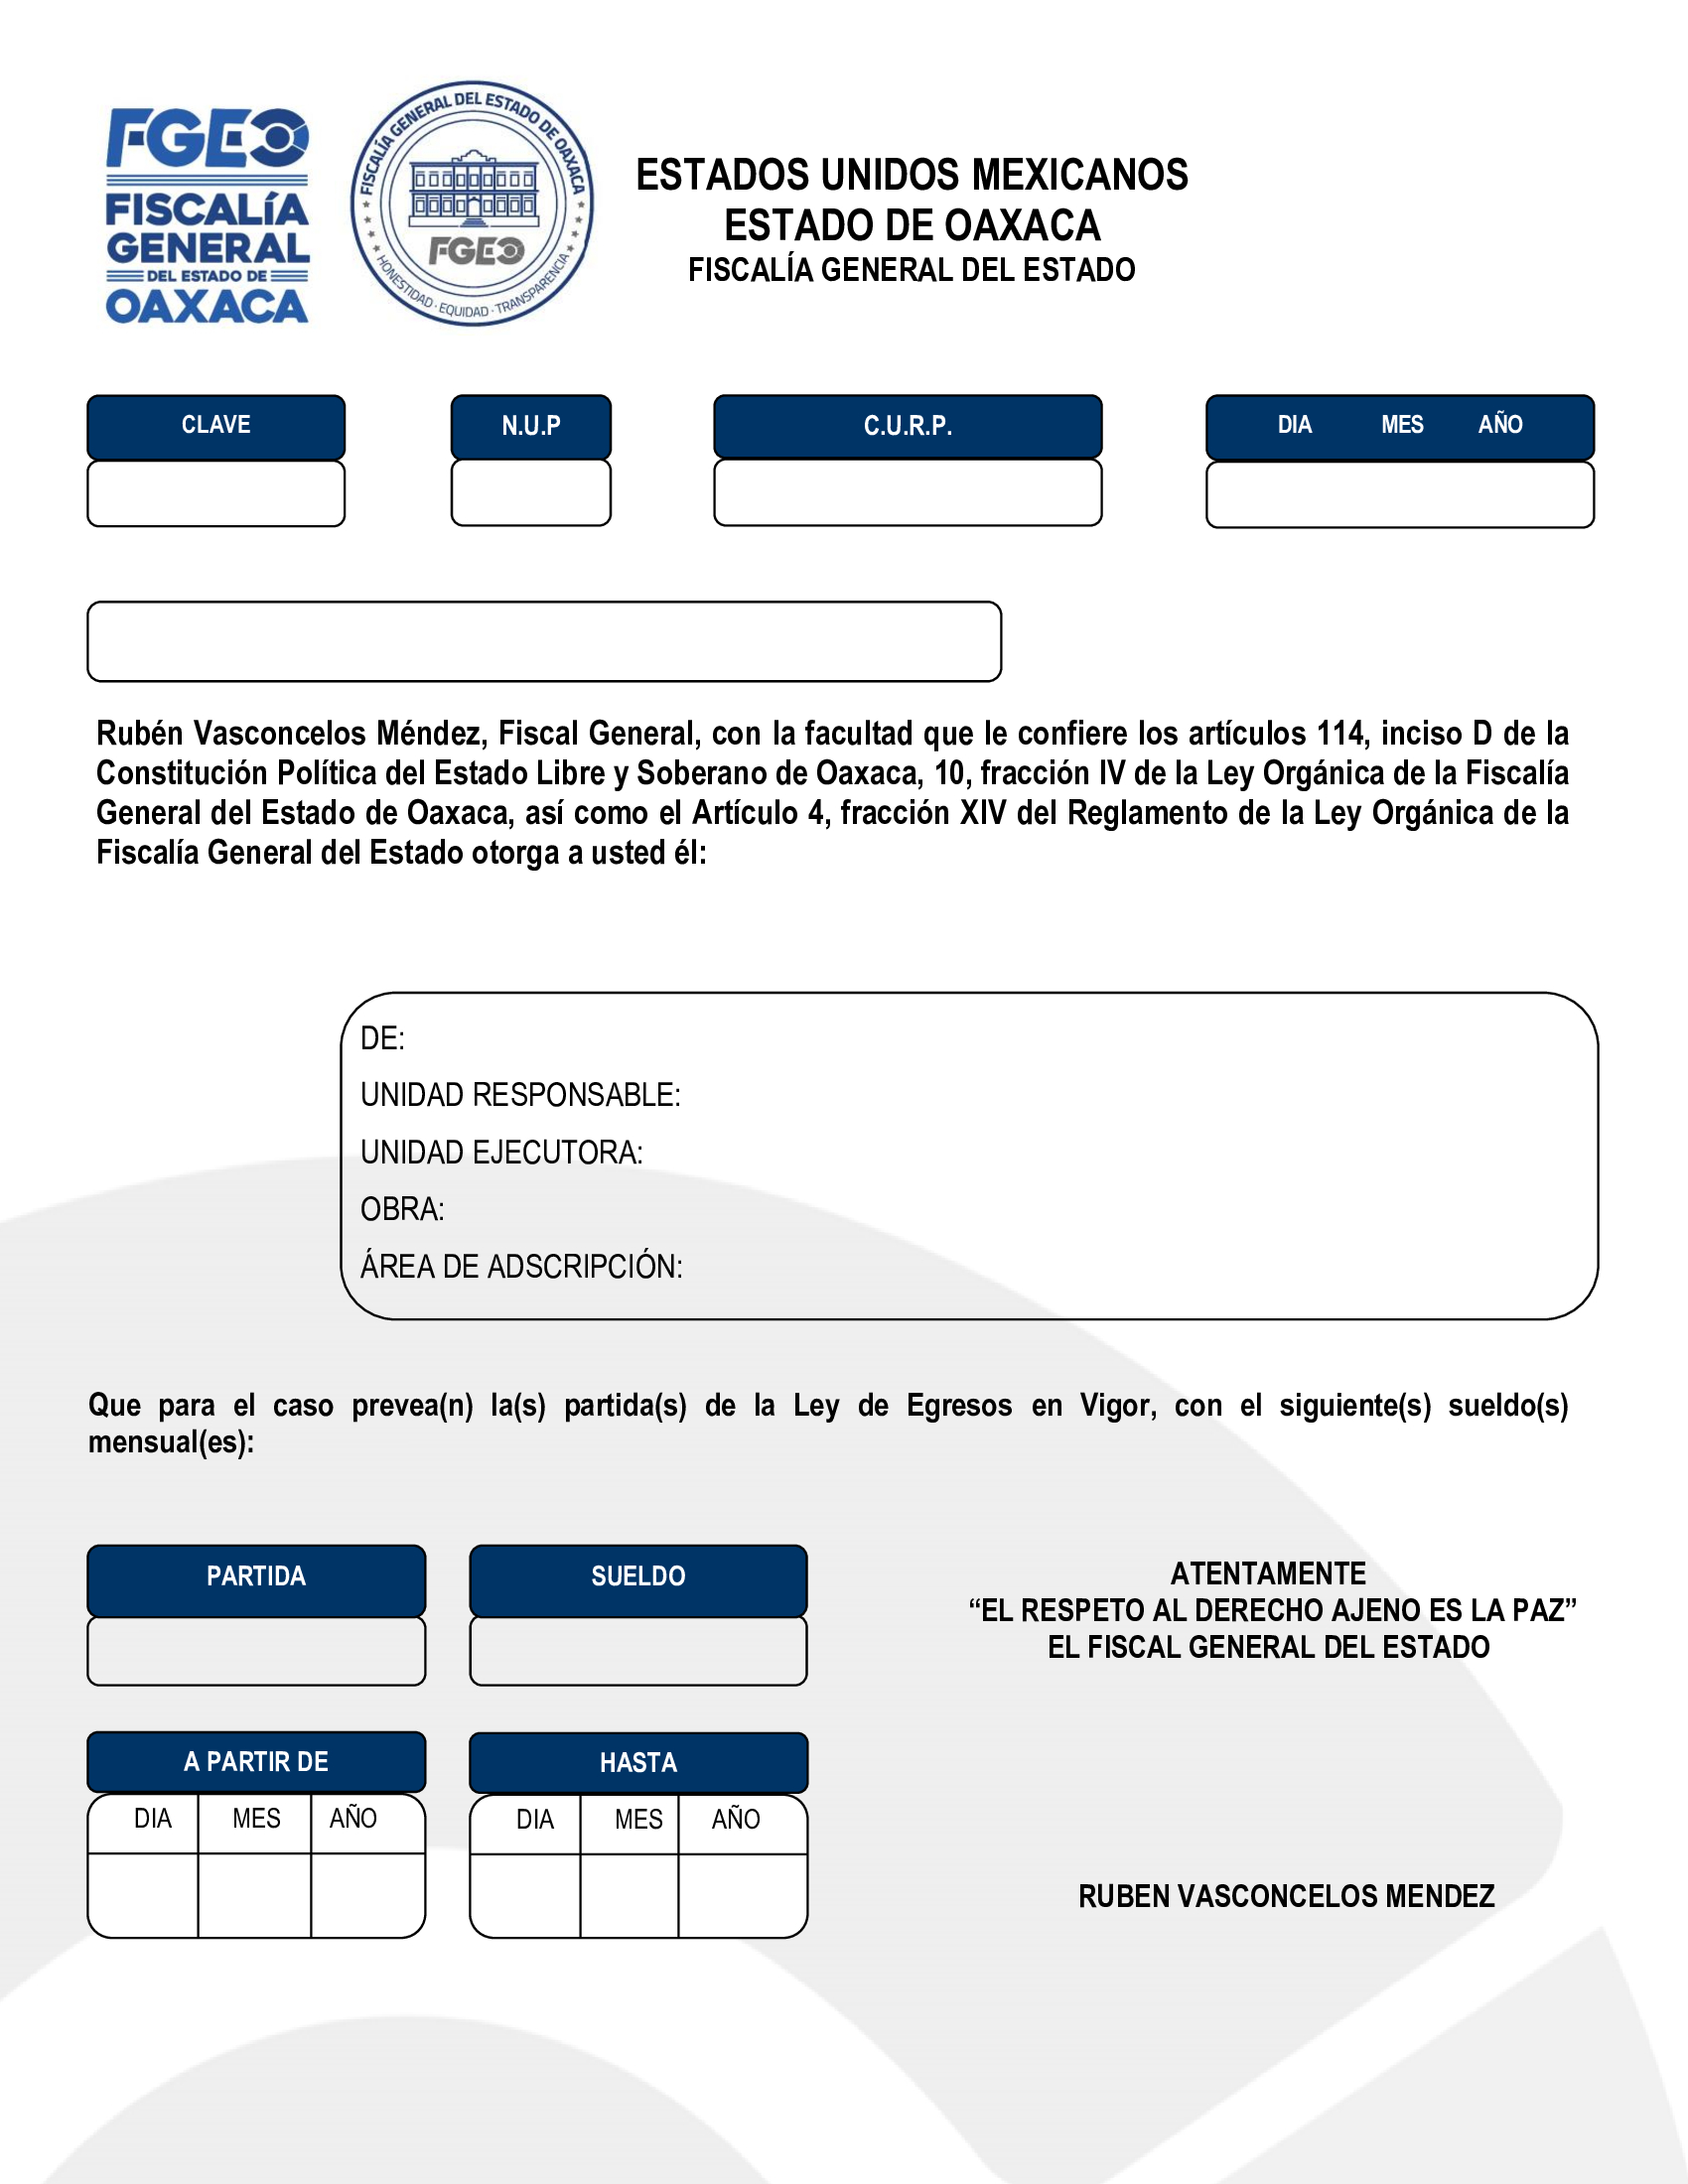 FGEO
FISCALÍA
GENERAL
DEL ESTADO DE
OAXACA
FISCALÍA GENERAL DEL ESTADO DE OAXACA
FGEO
HONESTIDAD · EQUIDAD · TRANSPARENCIA
ESTADOS UNIDOS MEXICANOS
ESTADO DE OAXACA
FISCALÍA GENERAL DEL ESTADO
CLAVE N.U.P C.U.R.P. DIA MES AÑO
Rubén Vasconcelos Méndez, Fiscal General, con la facultad que le confiere los artículos 114, inciso D de la
Constitución Política del Estado Libre y Soberano de Oaxaca, 10, fracción IV de la Ley Orgánica de la Fiscalía
General del Estado de Oaxaca, así como el Artículo 4, fracción XIV del Reglamento de la Ley Orgánica de la
Fiscalía General del Estado otorga a usted él:
DE:
UNIDAD RESPONSABLE:
UNIDAD EJECUTORA:
OBRA:
ÁREA DE ADSCRIPCIÓN:
Que para el caso prevea(n) la(s) partida(s) de la Ley de Egresos en Vigor, con el siguiente(s) sueldo(s)
mensual(es):
PARTIDA SUELDO
ATENTAMENTE
“EL RESPETO AL DERECHO AJENO ES LA PAZ”
EL FISCAL GENERAL DEL ESTADO
A PARTIR DE HASTA
DIA MES AÑO DIA MES AÑO
RUBEN VASCONCELOS MENDEZ